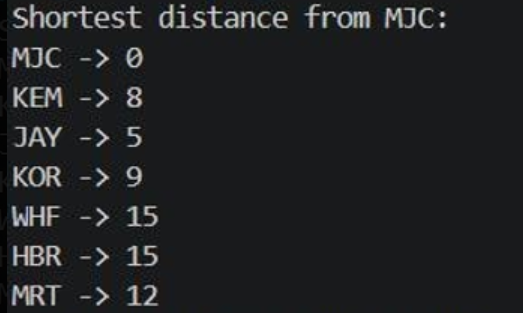 Shortest distance from MJC:
MJC -> 0
KEM -> 8
JAY -> 5
KOR -> 9
WHF -> 15
HBR -> 15
MRT -> 12